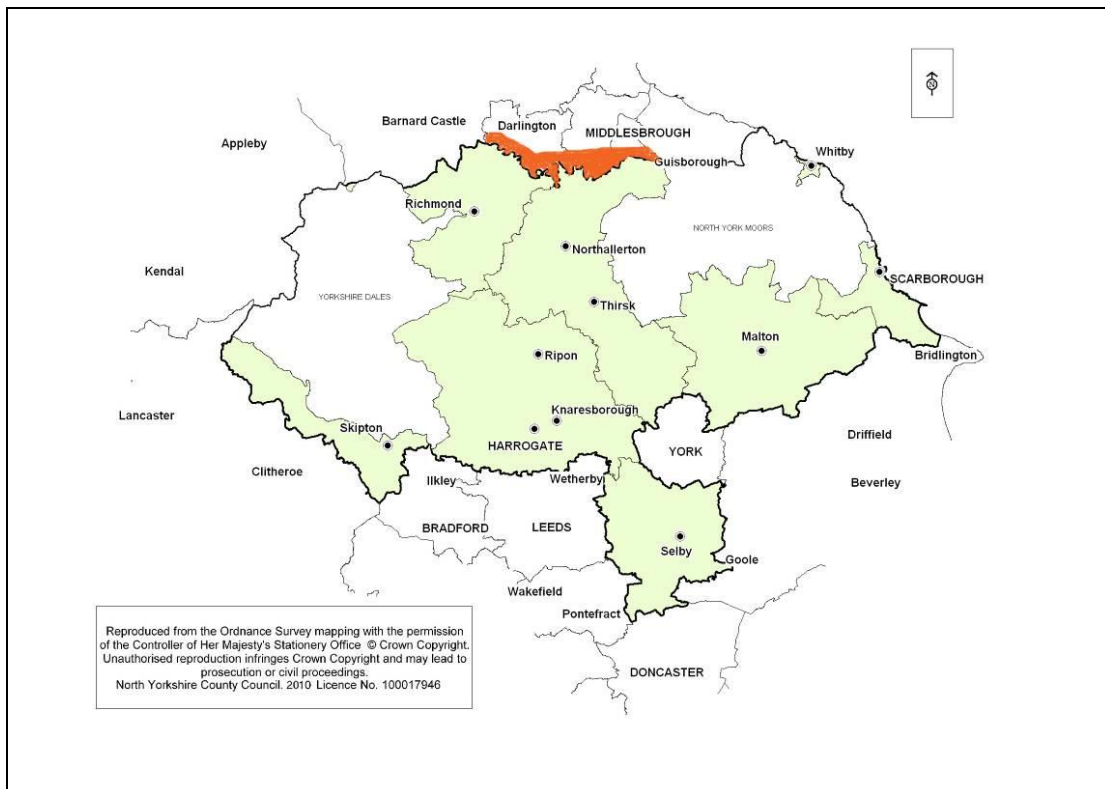 N
Barnard Castle
Darlington
MIDDLESBROUGH
Appleby
Guisborough
Whitby
Richmond
NORTH YORK MOORS
Northallerton
Kendal
SCARBOROUGH
YORKSHIRE DALES
Thirsk
Malton
Ripon
Bridlington
Lancaster
Knaresborough
Skipton
HARROGATE
Driffield
YORK
Clitheroe
Ilkley
Wetherby
Beverley
BRADFORD
LEEDS
Selby
Goole
Wakefield
Pontefract
DONCASTER
Reproduced from the Ordnance Survey mapping with the permission
of the Controller of Her Majesty's Stationery Office © Crown Copyright.
Unauthorised reproduction infringes Crown Copyright and may lead to
prosecution or civil proceedings.
North Yorkshire County Council. 2010 Licence No. 100017946